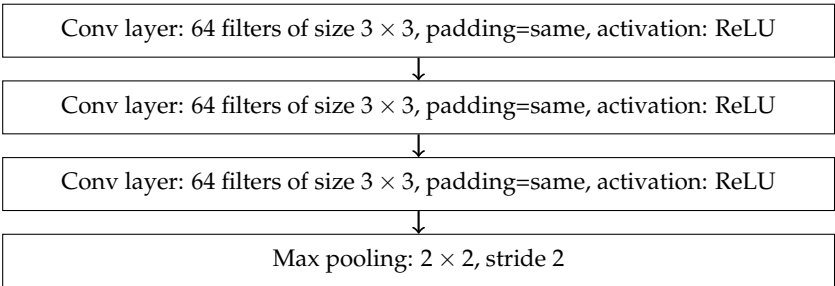 Conv layer: 64 filters of size 3 × 3, padding=same, activation: ReLU
Conv layer: 64 filters of size 3 × 3, padding=same, activation: ReLU
Conv layer: 64 filters of size 3 × 3, padding=same, activation: ReLU
Max pooling: 2 × 2, stride 2